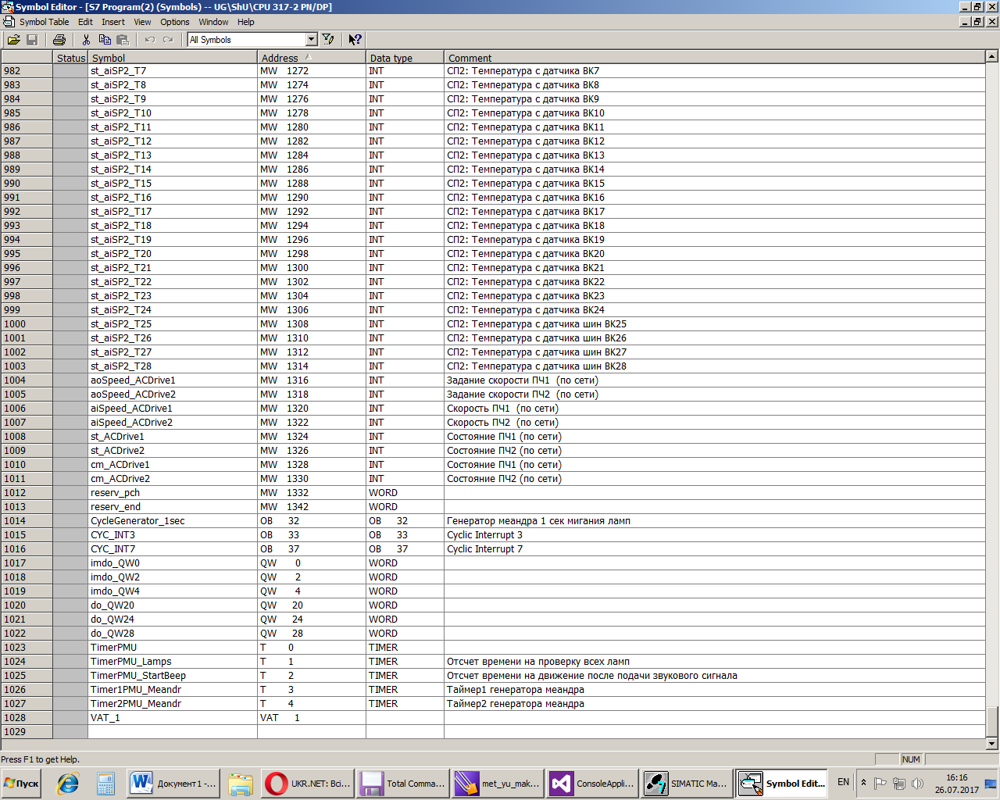 Symbol Editor - [S7 Program(2) (Symbols) -- UG\ShU\CPU 317-2 PN/DP]
Symbol Table Edit Insert View Options Window Help
All Symbols
Status Symbol Address Data type Comment
982 st_aiSP2_T7 MW 1272 INT СП2: Температура с датчика ВК7
983 st_aiSP2_T8 MW 1274 INT СП2: Температура с датчика ВК8
984 st_aiSP2_T9 MW 1276 INT СП2: Температура с датчика ВК9
985 st_aiSP2_T10 MW 1278 INT СП2: Температура с датчика ВК10
986 st_aiSP2_T11 MW 1280 INT СП2: Температура с датчика ВК11
987 st_aiSP2_T12 MW 1282 INT СП2: Температура с датчика ВК12
988 st_aiSP2_T13 MW 1284 INT СП2: Температура с датчика ВК13
989 st_aiSP2_T14 MW 1286 INT СП2: Температура с датчика ВК14
990 st_aiSP2_T15 MW 1288 INT СП2: Температура с датчика ВК15
991 st_aiSP2_T16 MW 1290 INT СП2: Температура с датчика ВК16
992 st_aiSP2_T17 MW 1292 INT СП2: Температура с датчика ВК17
993 st_aiSP2_T18 MW 1294 INT СП2: Температура с датчика ВК18
994 st_aiSP2_T19 MW 1296 INT СП2: Температура с датчика ВК19
995 st_aiSP2_T20 MW 1298 INT СП2: Температура с датчика ВК20
996 st_aiSP2_T21 MW 1300 INT СП2: Температура с датчика ВК21
997 st_aiSP2_T22 MW 1302 INT СП2: Температура с датчика ВК22
998 st_aiSP2_T23 MW 1304 INT СП2: Температура с датчика ВК23
999 st_aiSP2_T24 MW 1306 INT СП2: Температура с датчика ВК24
1000 st_aiSP2_T25 MW 1308 INT СП2: Температура с датчика шин ВК25
1001 st_aiSP2_T26 MW 1310 INT СП2: Температура с датчика шин ВК26
1002 st_aiSP2_T27 MW 1312 INT СП2: Температура с датчика шин ВК27
1003 st_aiSP2_T28 MW 1314 INT СП2: Температура с датчика шин ВК28
1004 aoSpeed_ACDrive1 MW 1316 INT Задание скорости ПЧ1 (по сети)
1005 aoSpeed_ACDrive2 MW 1318 INT Задание скорости ПЧ2 (по сети)
1006 aiSpeed_ACDrive1 MW 1320 INT Скорость ПЧ1 (по сети)
1007 aiSpeed_ACDrive2 MW 1322 INT Скорость ПЧ2 (по сети)
1008 st_ACDrive1 MW 1324 INT Состояние ПЧ1 (по сети)
1009 st_ACDrive2 MW 1326 INT Состояние ПЧ2 (по сети)
1010 cm_ACDrive1 MW 1328 INT Состояние ПЧ1 (по сети)
1011 cm_ACDrive2 MW 1330 INT Состояние ПЧ2 (по сети)
1012 reserv_pch MW 1332 WORD
1013 reserv_end MW 1342 WORD
1014 CycleGenerator_1sec OB 32 OB 32 Генератор меандра 1 сек мигания ламп
1015 CYC_INT3 OB 33 OB 33 Cyclic Interrupt 3
1016 CYC_INT7 OB 37 OB 37 Cyclic Interrupt 7
1017 imdo_QW0 QW 0 WORD
1018 imdo_QW2 QW 2 WORD
1019 imdo_QW4 QW 4 WORD
1020 do_QW20 QW 20 WORD
1021 do_QW24 QW 24 WORD
1022 do_QW28 QW 28 WORD
1023 TimerPMU T 0 TIMER
1024 TimerPMU_Lamps T 1 TIMER Отсчет времени на проверку всех ламп
1025 TimerPMU_StartBeep T 2 TIMER Отсчет времени на движение после подачи звукового сигнала
1026 Timer1PMU_Meandr T 3 TIMER Таймер1 генератора меандра
1027 Timer2PMU_Meandr T 4 TIMER Таймер2 генератора меандра
1028 VAT_1 VAT 1
1029
Press F1 to get Help.
NUM
Пуск Документ1 -... UKR.NET: Всі... Total Comma... met_yu_mak... ConsoleAppli... SIMATIC Ma... Symbol Edit... EN 16:16
26.07.2017